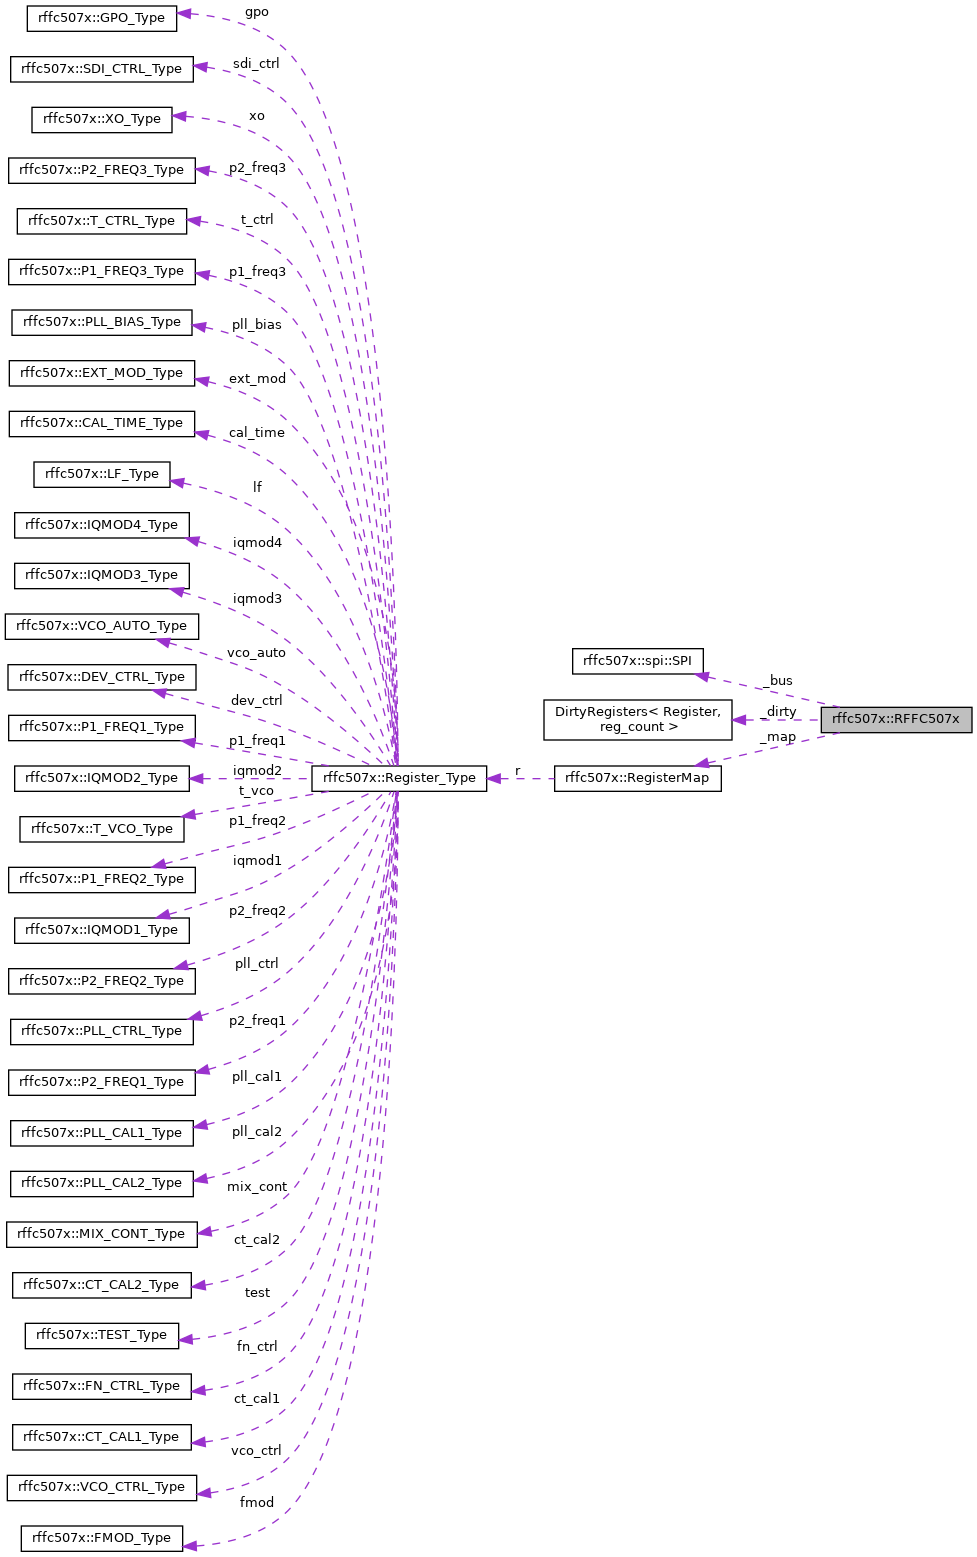 rffc507x::GPO_Type
gpo
rffc507x::SDI_CTRL_Type
sdi_ctrl
rffc507x::XO_Type
xo
rffc507x::P2_FREQ3_Type
p2_freq3
rffc507x::T_CTRL_Type
t_ctrl
rffc507x::P1_FREQ3_Type
p1_freq3
rffc507x::PLL_BIAS_Type
pll_bias
rffc507x::EXT_MOD_Type
ext_mod
rffc507x::CAL_TIME_Type
cal_time
rffc507x::LF_Type
lf
rffc507x::IQMOD4_Type
iqmod4
rffc507x::IQMOD3_Type
iqmod3
rffc507x::VCO_AUTO_Type
vco_auto
rffc507x::DEV_CTRL_Type
dev_ctrl
rffc507x::P1_FREQ1_Type
p1_freq1
rffc507x::IQMOD2_Type
iqmod2
rffc507x::T_VCO_Type
t_vco
rffc507x::P1_FREQ2_Type
p1_freq2
rffc507x::IQMOD1_Type
iqmod1
rffc507x::P2_FREQ2_Type
p2_freq2
rffc507x::PLL_CTRL_Type
pll_ctrl
rffc507x::P2_FREQ1_Type
p2_freq1
rffc507x::PLL_CAL1_Type
pll_cal1
rffc507x::PLL_CAL2_Type
pll_cal2
rffc507x::MIX_CONT_Type
mix_cont
rffc507x::CT_CAL2_Type
ct_cal2
rffc507x::TEST_Type
test
rffc507x::FN_CTRL_Type
fn_ctrl
rffc507x::CT_CAL1_Type
ct_cal1
rffc507x::VCO_CTRL_Type
vco_ctrl
rffc507x::FMOD_Type
fmod
rffc507x::Register_Type
r
rffc507x::RegisterMap
rffc507x::spi::SPI
_bus
DirtyRegisters< Register,
reg_count >
_dirty
_map
rffc507x::RFFC507x